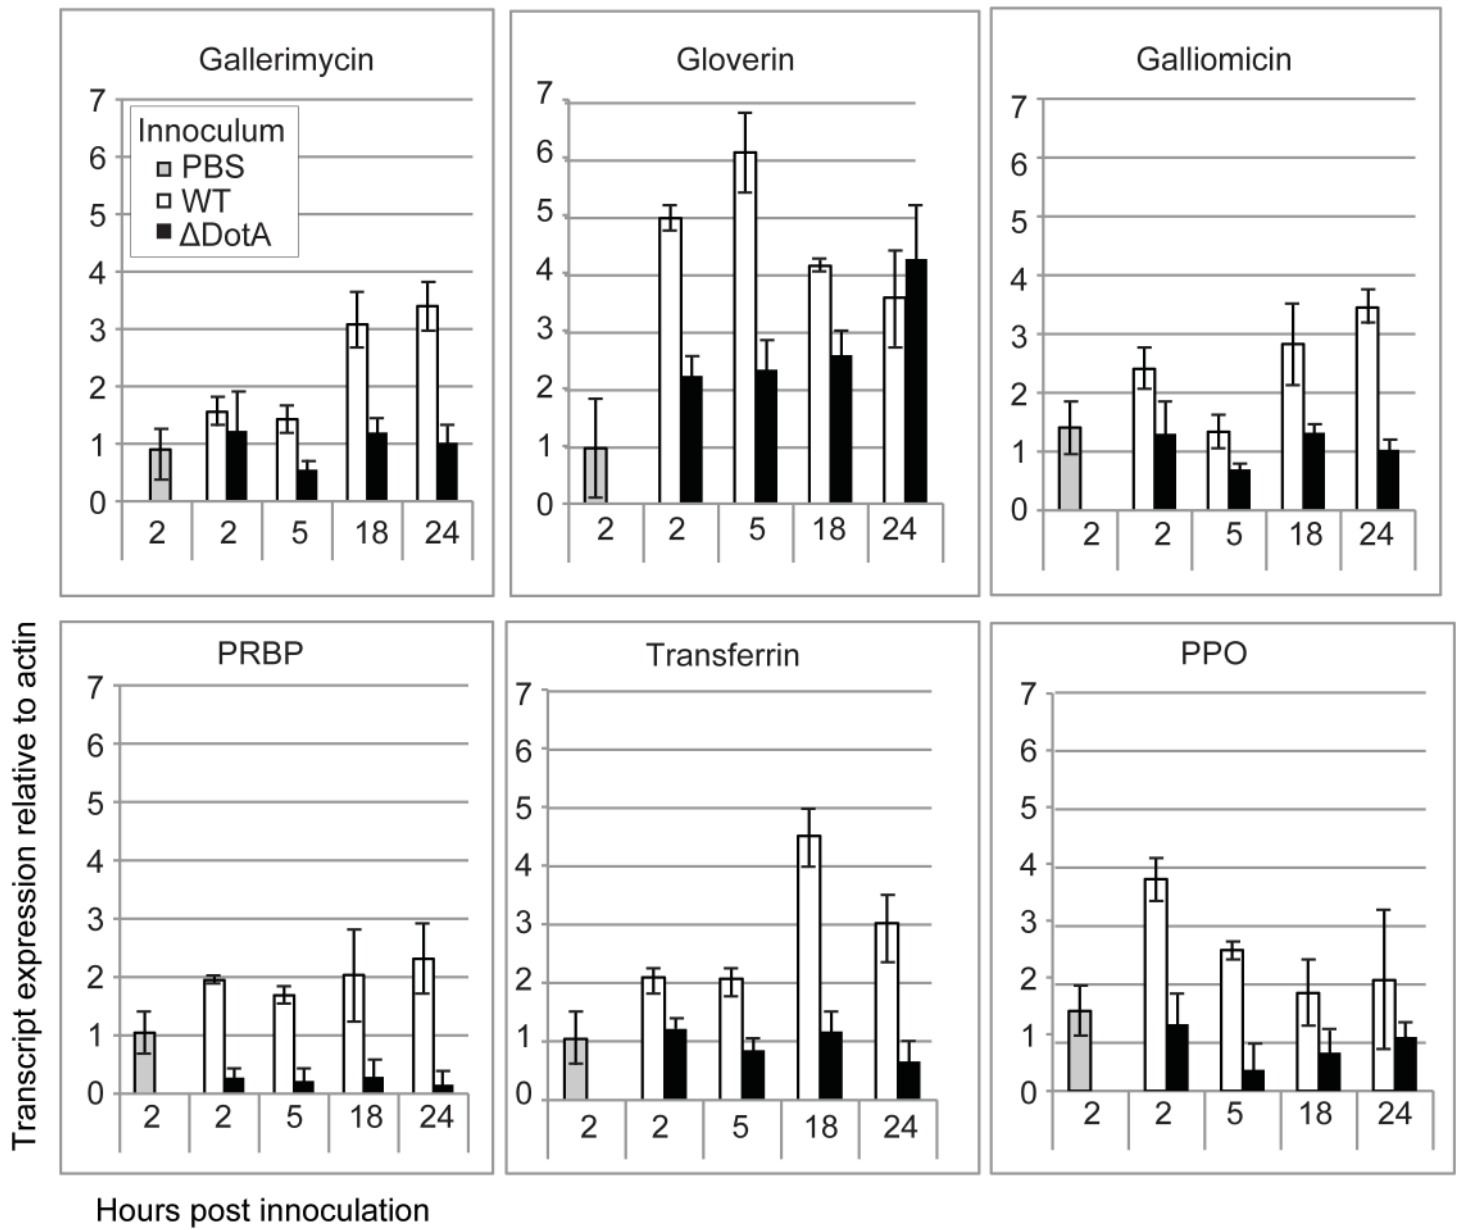 Gallerimycin
7
6
5
4
3
2
1
0
Innoculum
PBS
WT
ΔDotA
2 2 5 18 24
Gloverin
7
6
5
4
3
2
1
0
2 2 5 18 24
Galliomicin
7
6
5
4
3
2
1
0
2 2 5 18 24
Transcript expression relative to actin
PRBP
7
6
5
4
3
2
1
0
2 2 5 18 24
Transferrin
7
6
5
4
3
2
1
0
2 2 5 18 24
PPO
7
6
5
4
3
2
1
0
2 2 5 18 24
Hours post innoculation